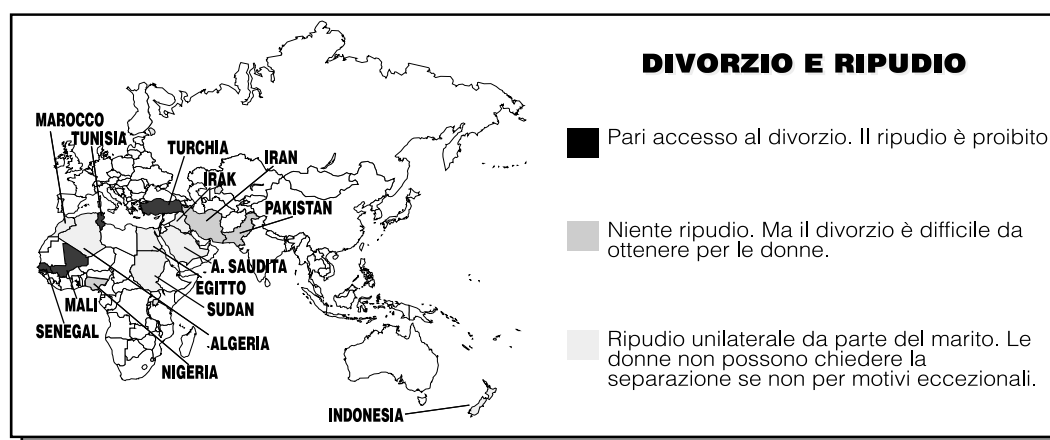 DIVORZIO E RIPUDIO
Pari accesso al divorzio. Il ripudio è proibito
Niente ripudio. Ma il divorzio è difficile da
ottenere per le donne.
Ripudio unilaterale da parte del marito. Le
donne non possono chiedere la
separazione se non per motivi eccezionali.
MAROCCO
TUNISIA
TURCHIA
IRAN
IRAK
PAKISTAN
A. SAUDITA
EGITTO
SUDAN
MALI
SENEGAL
ALGERIA
NIGERIA
INDONESIA